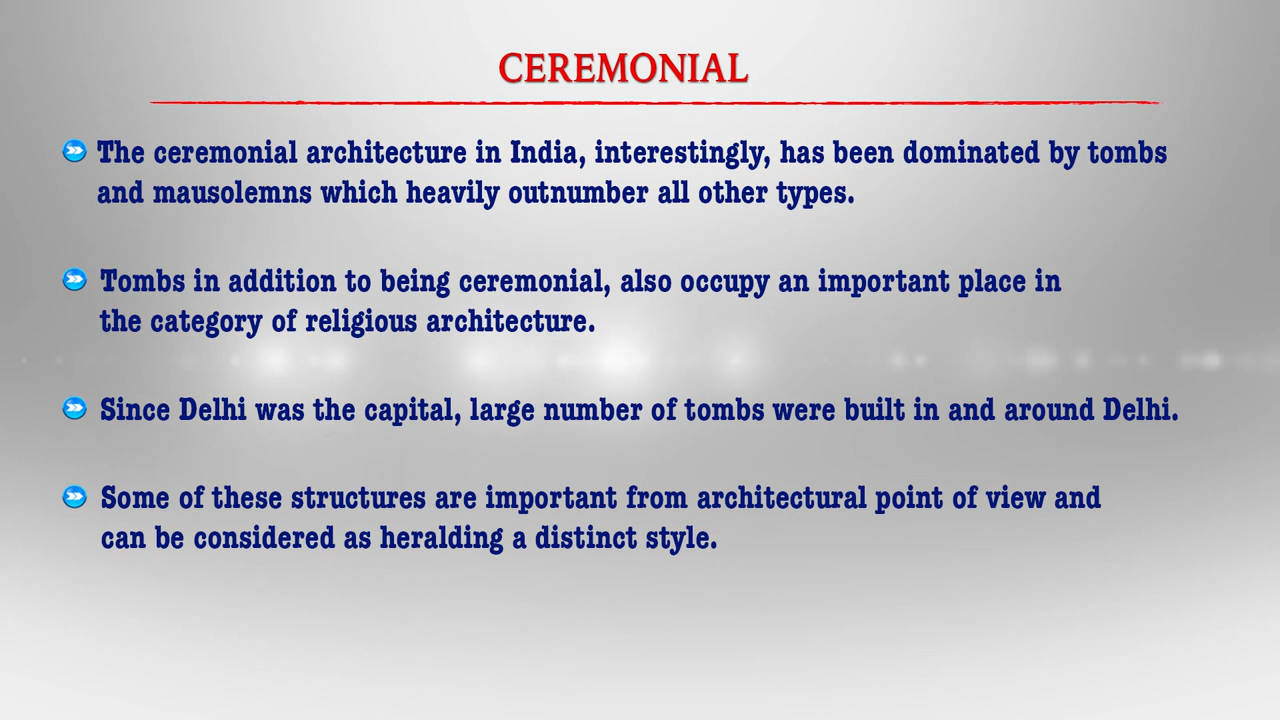 CEREMONIAL
The ceremonial architecture in India, interestingly, has been dominated by tombs
and mausolemns which heavily outnumber all other types.
Tombs in addition to being ceremonial, also occupy an important place in
the category of religious architecture.
Since Delhi was the capital, large number of tombs were built in and around Delhi.
Some of these structures are important from architectural point of view and
can be considered as heralding a distinct style.